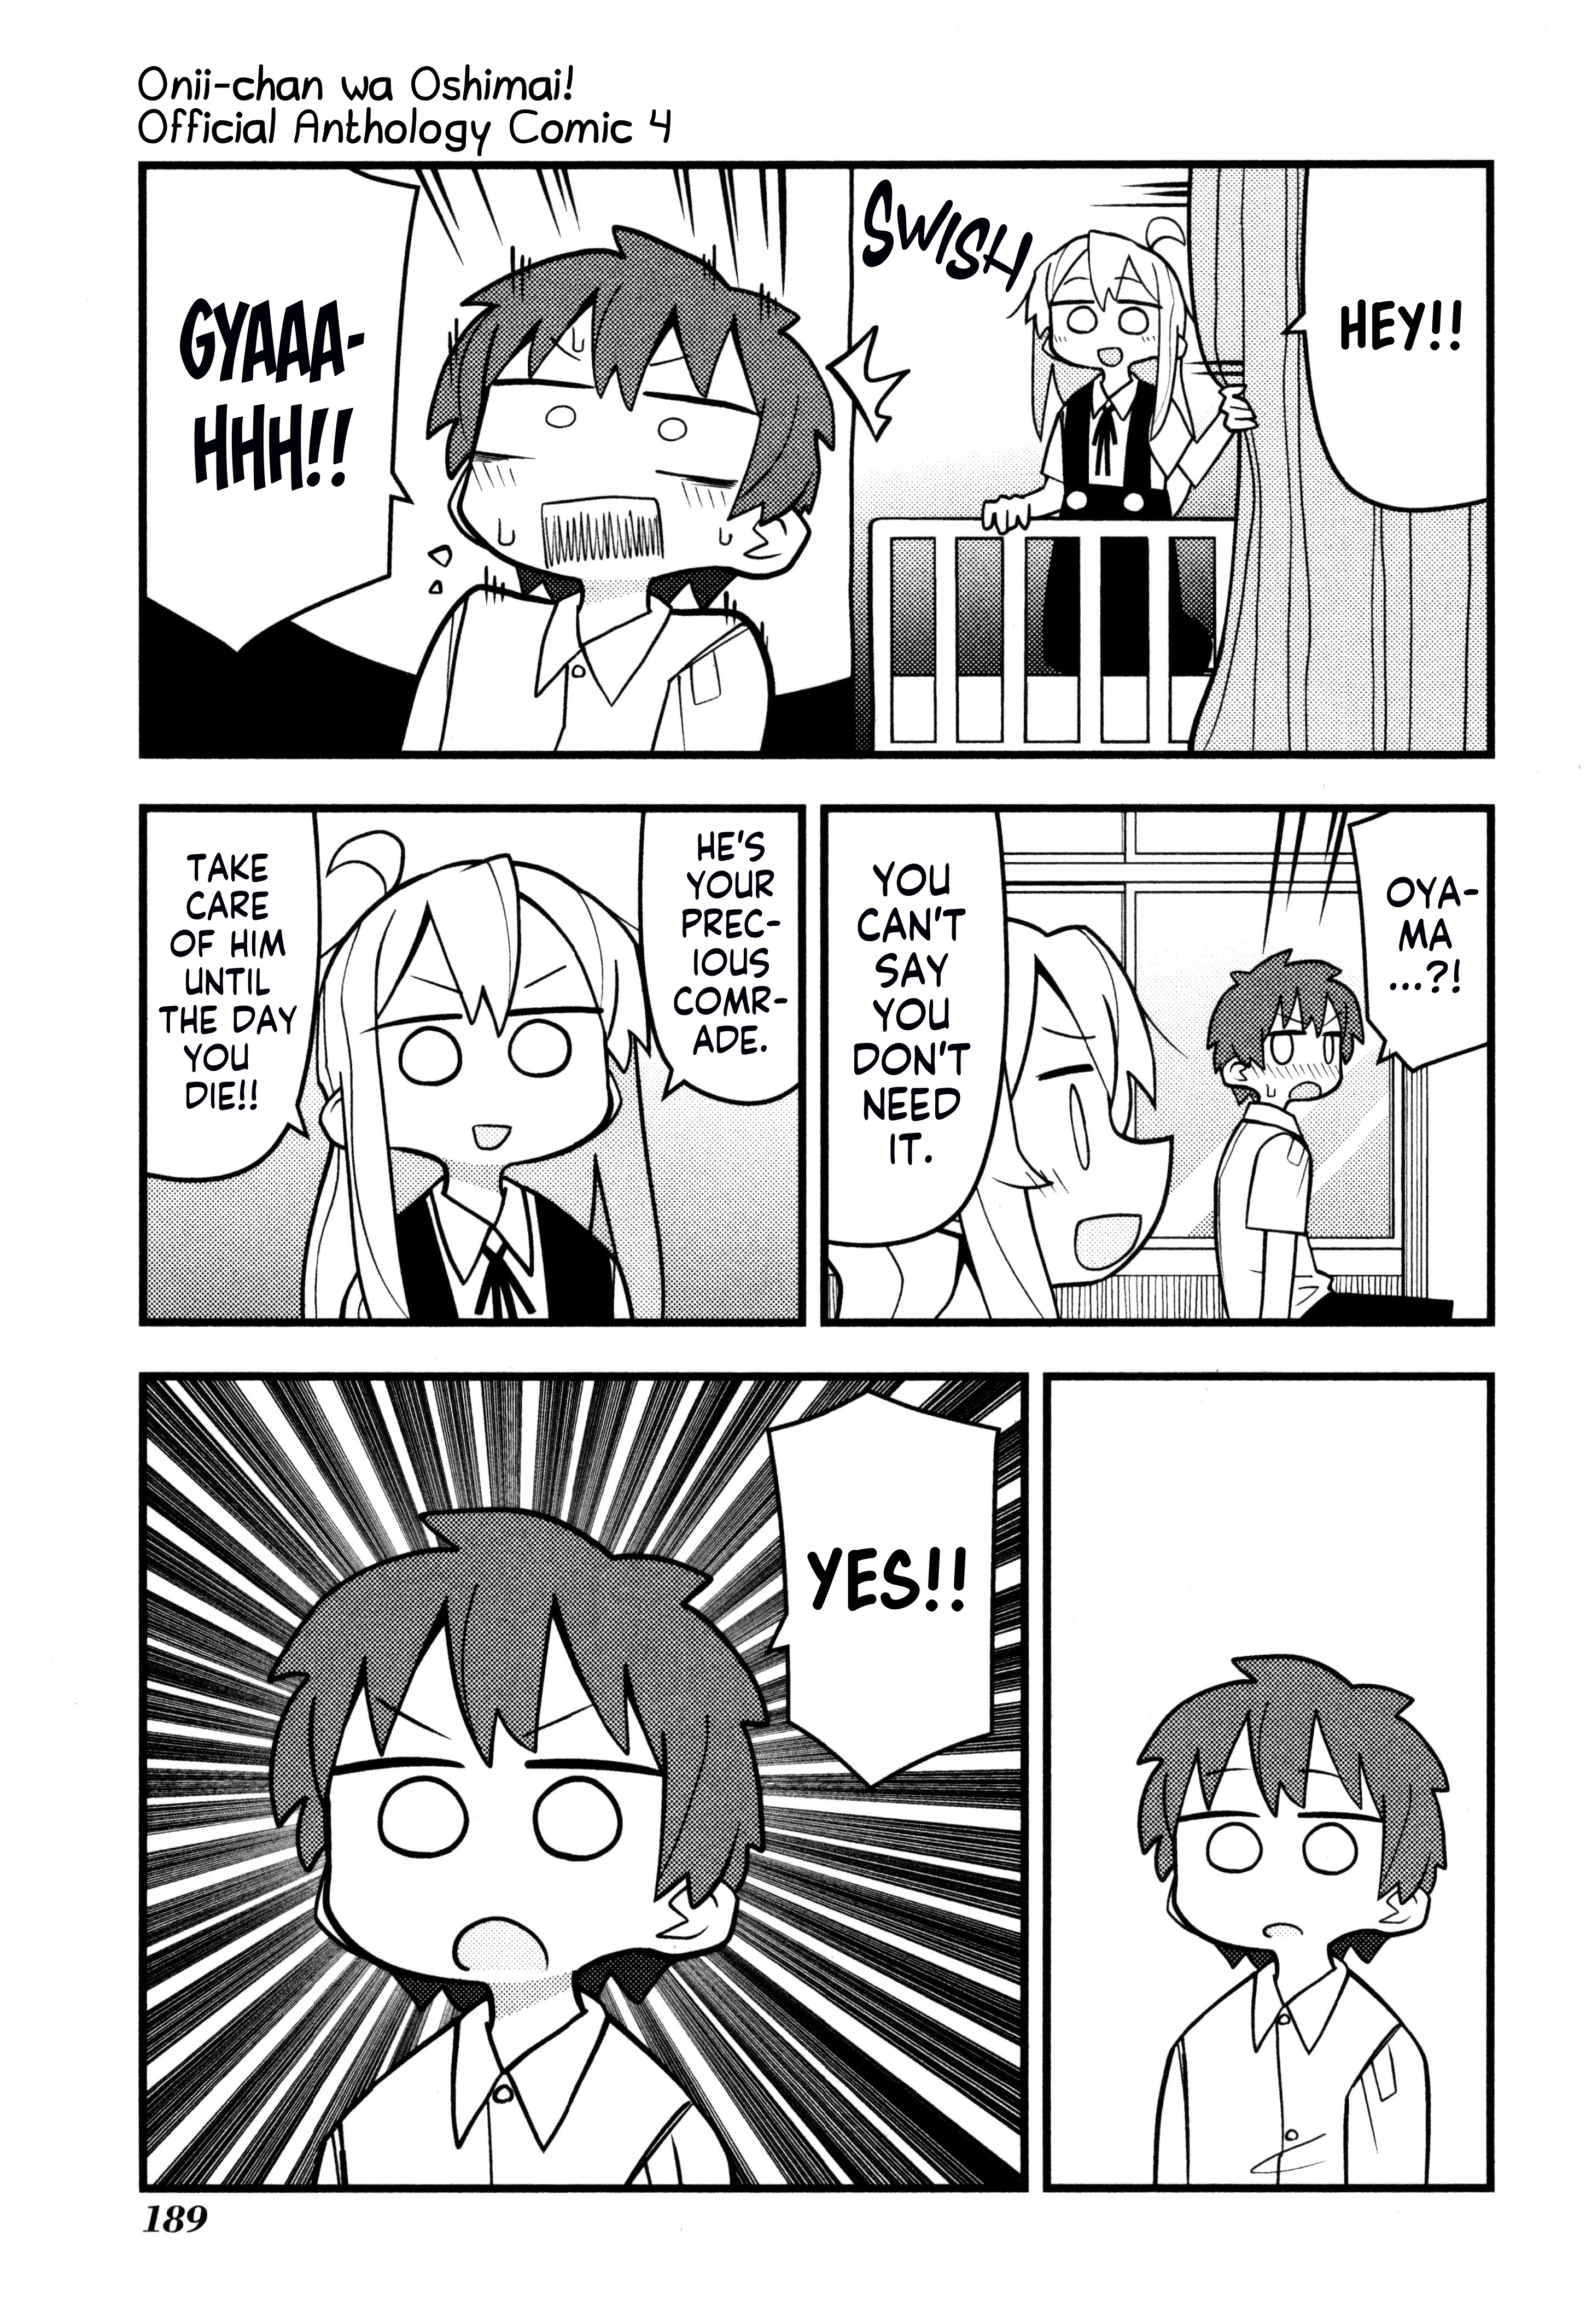 Onii-chan wa Oshimai!
Official Anthology Comic 4
HEY!!
SWISH
GYAAA-
HHH!!
OYA-
MA
...?!
YOU
CAN'T
SAY
YOU
DON'T
NEED
IT.
HE'S
YOUR
PREC-
IOUS
COMR-
ADE.
TAKE
CARE
OF HIM
UNTIL
THE DAY
YOU
DIE!!
YES!!
189